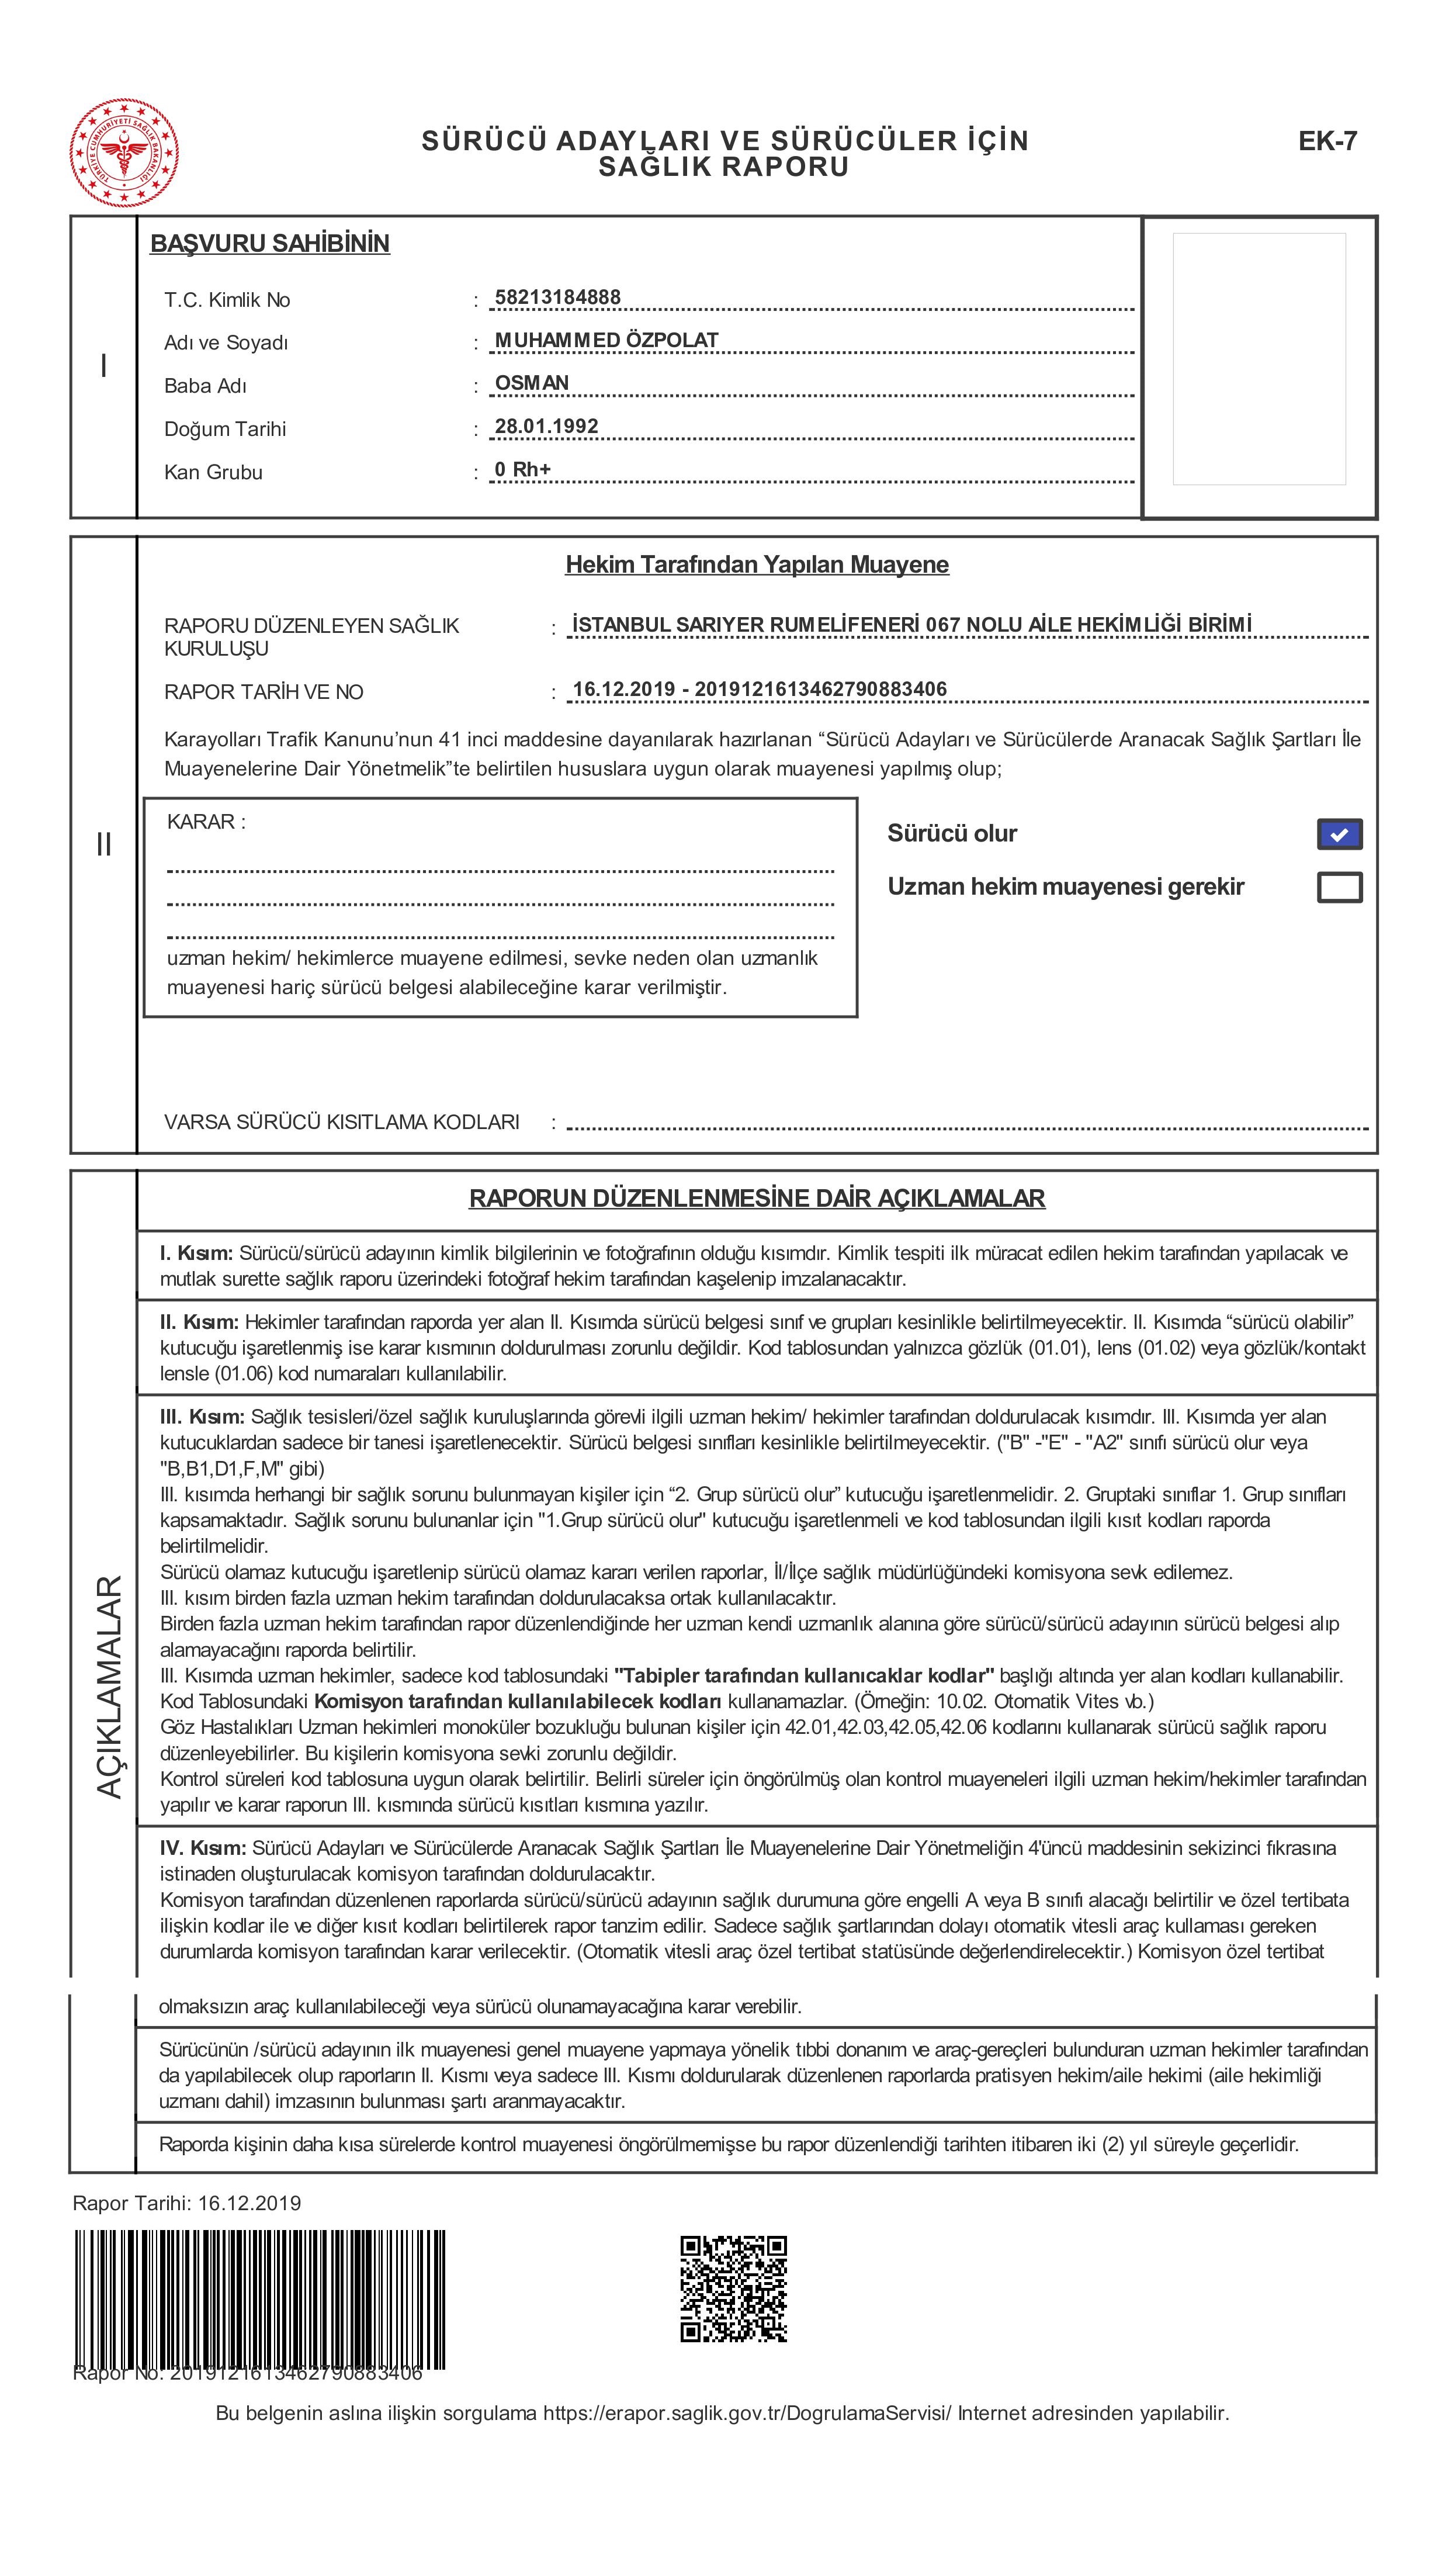 TÜRKİYE CUMHURİYETİ SAĞLIK BAKANLIĞI
SÜRÜCÜ ADAYLARI VE SÜRÜCÜLER İÇİN
SAĞLIK RAPORU
EK-7
I
BAŞVURU SAHİBİNİN
T.C. Kimlik No : 58213184888
Adı ve Soyadı : MUHAMMED ÖZPOLAT
Baba Adı : OSMAN
Doğum Tarihi : 28.01.1992
Kan Grubu : 0 Rh+
II
Hekim Tarafından Yapılan Muayene
RAPORU DÜZENLEYEN SAĞLIK
KURULUŞU : İSTANBUL SARIYER RUMELİFENERİ 067 NOLU AİLE HEKİMLİĞİ BİRİMİ
RAPOR TARİH VE NO : 16.12.2019 - 2019121613462790883406
Karayolları Trafik Kanunu’nun 41 inci maddesine dayanılarak hazırlanan “Sürücü Adayları ve Sürücülerde Aranacak Sağlık Şartları İle
Muayenelerine Dair Yönetmelik”te belirtilen hususlara uygun olarak muayenesi yapılmış olup;
KARAR :
uzman hekim/ hekimlerce muayene edilmesi, sevke neden olan uzmanlık
muayenesi hariç sürücü belgesi alabileceğine karar verilmiştir.
Sürücü olur
Uzman hekim muayenesi gerekir
VARSA SÜRÜCÜ KISITLAMA KODLARI :
AÇIKLAMALAR
RAPORUN DÜZENLENMESİNE DAİR AÇIKLAMALAR
I. Kısım: Sürücü/sürücü adayının kimlik bilgilerinin ve fotoğrafının olduğu kısımdır. Kimlik tespiti ilk müracat edilen hekim tarafından yapılacak ve
mutlak surette sağlık raporu üzerindeki fotoğraf hekim tarafından kaşelenip imzalanacaktır.
II. Kısım: Hekimler tarafından raporda yer alan II. Kısımda sürücü belgesi sınıf ve grupları kesinlikle belirtilmeyecektir. II. Kısımda “sürücü olabilir”
kutucuğu işaretlenmiş ise karar kısmının doldurulması zorunlu değildir. Kod tablosundan yalnızca gözlük (01.01), lens (01.02) veya gözlük/kontakt
lensle (01.06) kod numaraları kullanılabilir.
III. Kısım: Sağlık tesisleri/özel sağlık kuruluşlarında görevli ilgili uzman hekim/ hekimler tarafından doldurulacak kısımdır. III. Kısımda yer alan
kutucuklardan sadece bir tanesi işaretlenecektir. Sürücü belgesi sınıfları kesinlikle belirtilmeyecektir. ("B" -"E" - "A2" sınıfı sürücü olur veya
"B,B1,D1,F,M" gibi)
III. kısımda herhangi bir sağlık sorunu bulunmayan kişiler için “2. Grup sürücü olur” kutucuğu işaretlenmelidir. 2. Gruptaki sınıflar 1. Grup sınıfları
kapsamaktadır. Sağlık sorunu bulunanlar için "1.Grup sürücü olur" kutucuğu işaretlenmeli ve kod tablosundan ilgili kısıt kodları raporda
belirtilmelidir.
Sürücü olamaz kutucuğu işaretlenip sürücü olamaz kararı verilen raporlar, İl/İlçe sağlık müdürlüğündeki komisyona sevk edilemez.
III. kısım birden fazla uzman hekim tarafından doldurulacaksa ortak kullanılacaktır.
Birden fazla uzman hekim tarafından rapor düzenlendiğinde her uzman kendi uzmanlık alanına göre sürücü/sürücü adayının sürücü belgesi alıp
alamayacağını raporda belirtilir.
III. Kısımda uzman hekimler, sadece kod tablosundaki "Tabipler tarafından kullanıcaklar kodlar" başlığı altında yer alan kodları kullanabilir.
Kod Tablosundaki Komisyon tarafından kullanılabilecek kodları kullanamazlar. (Örneğin: 10.02. Otomatik Vites vb.)
Göz Hastalıkları Uzman hekimleri monoküler bozukluğu bulunan kişiler için 42.01,42.03,42.05,42.06 kodlarını kullanarak sürücü sağlık raporu
düzenleyebilirler. Bu kişilerin komisyona sevki zorunlu değildir.
Kontrol süreleri kod tablosuna uygun olarak belirtilir. Belirli süreler için öngörülmüş olan kontrol muayeneleri ilgili uzman hekim/hekimler tarafından
yapılır ve karar raporun III. kısmında sürücü kısıtları kısmına yazılır.
IV. Kısım: Sürücü Adayları ve Sürücülerde Aranacak Sağlık Şartları İle Muayenelerine Dair Yönetmeliğin 4'üncü maddesinin sekizinci fıkrasına
istinaden oluşturulacak komisyon tarafından doldurulacaktır.
Komisyon tarafından düzenlenen raporlarda sürücü/sürücü adayının sağlık durumuna göre engelli A veya B sınıfı alacağı belirtilir ve özel tertibata
ilişkin kodlar ile ve diğer kısıt kodları belirtilerek rapor tanzim edilir. Sadece sağlık şartlarından dolayı otomatik vitesli araç kullaması gereken
durumlarda komisyon tarafından karar verilecektir. (Otomatik vitesli araç özel tertibat statüsünde değerlendirelecektir.) Komisyon özel tertibat
olmaksızın araç kullanılabileceği veya sürücü olunamayacağına karar verebilir.
Sürücünün /sürücü adayının ilk muayenesi genel muayene yapmaya yönelik tıbbi donanım ve araç-gereçleri bulunduran uzman hekimler tarafından
da yapılabilecek olup raporların II. Kısmı veya sadece III. Kısmı doldurularak düzenlenen raporlarda pratisyen hekim/aile hekimi (aile hekimliği
uzmanı dahil) imzasının bulunması şartı aranmayacaktır.
Raporda kişinin daha kısa sürelerde kontrol muayenesi öngörülmemişse bu rapor düzenlendiği tarihten itibaren iki (2) yıl süreyle geçerlidir.
Rapor Tarihi: 16.12.2019
Rapor No: 2019121613462790883406
Bu belgenin aslına ilişkin sorgulama https://erapor.saglik.gov.tr/DogrulamaServisi/ Internet adresinden yapılabilir.